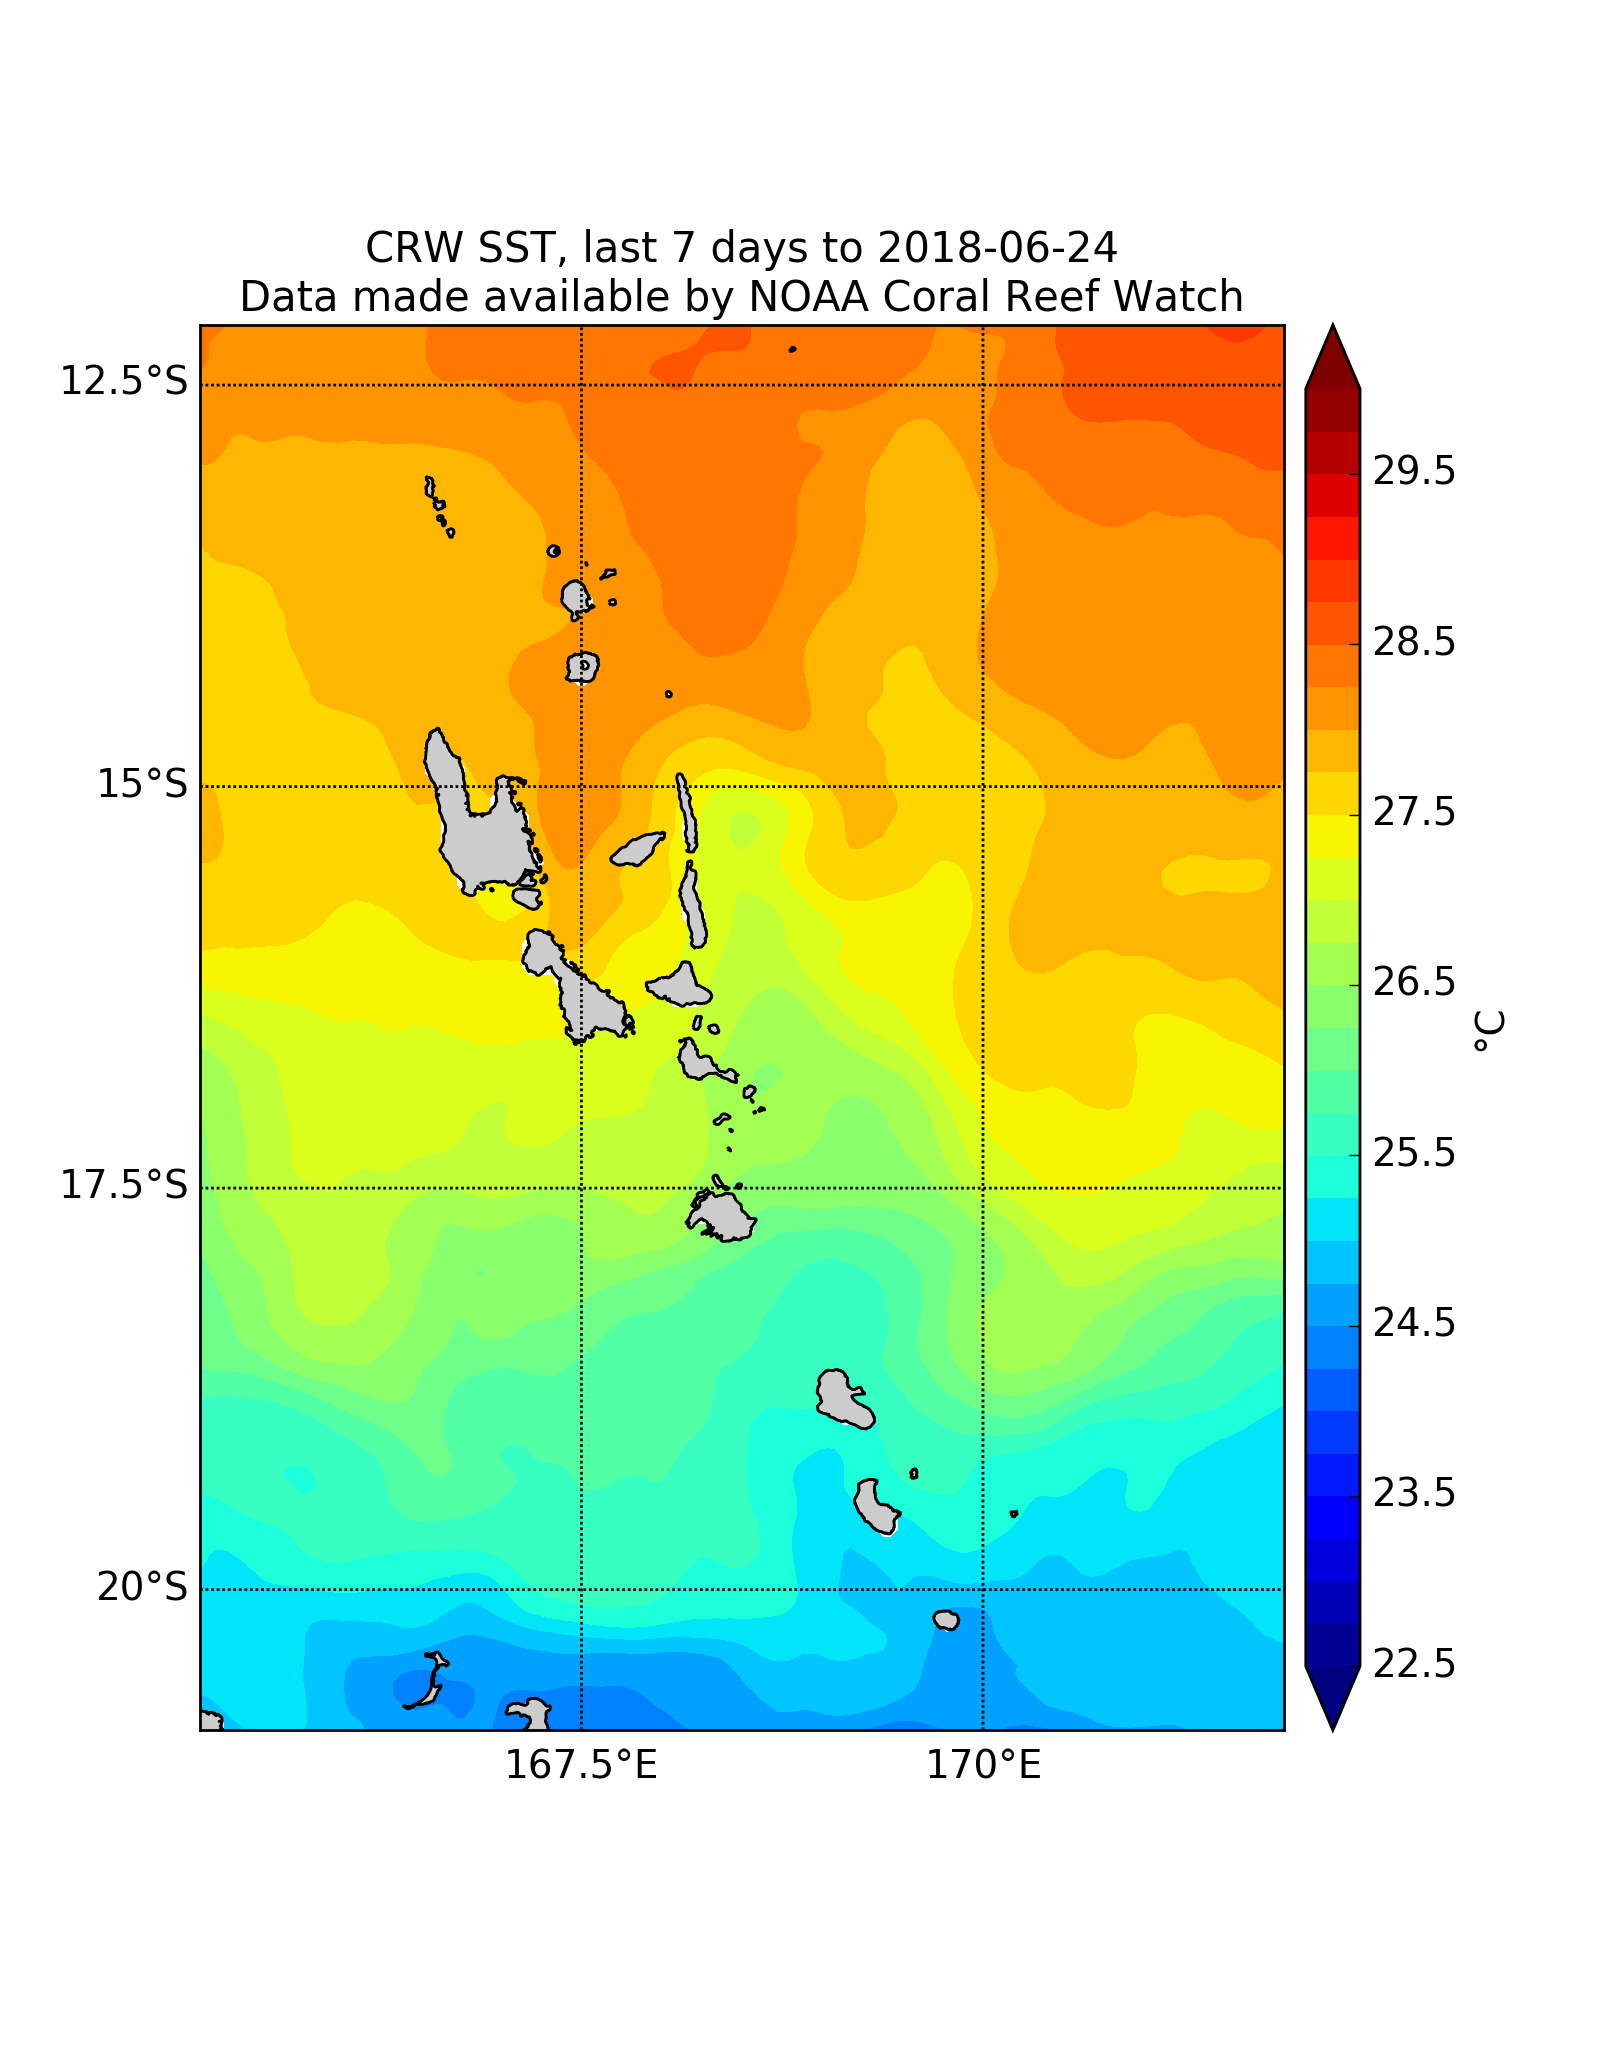 CRW SST, last 7 days to 2018-06-24
Data made available by NOAA Coral Reef Watch
12.5°S
15°S
17.5°S
20°S
167.5°E
170°E
29.5
28.5
27.5
26.5
25.5
24.5
23.5
22.5
°C